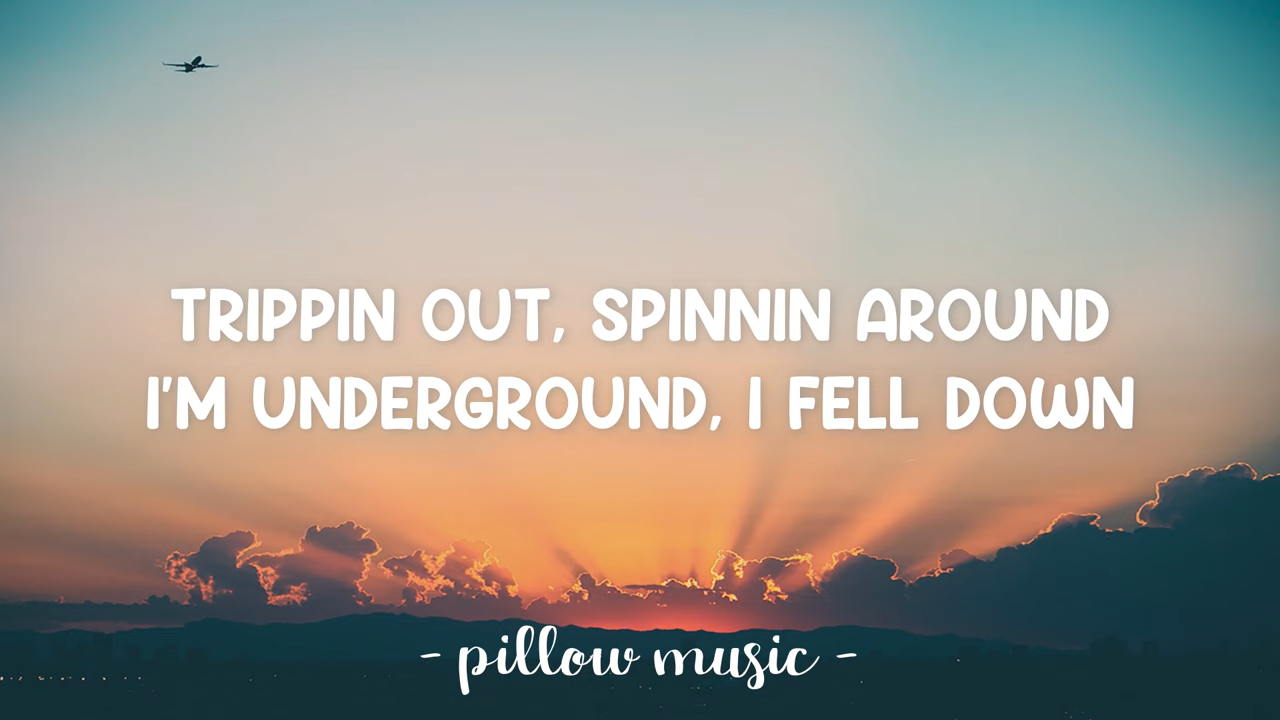 TRIPPIN OUT, SPINNIN AROUND
I'M UNDERGROUND, I FELL DOWN
- pillow music -